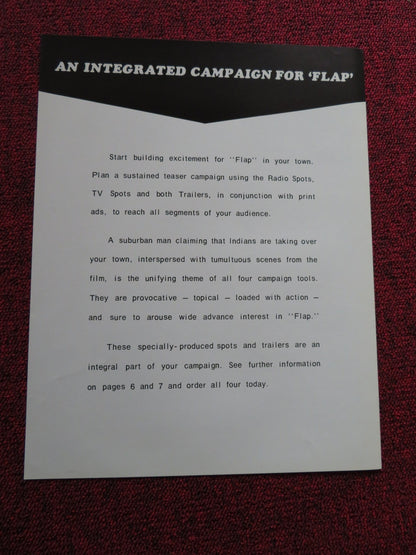 AN INTEGRATED CAMPAIGN FOR 'FLAP'
Start building excitement for "Flap" in your town.
Plan a sustained teaser campaign using the Radio Spots,
TV Spots and both Trailers, in conjunction with print
ads, to reach all segments of your audience.
A suburban man claiming that Indians are taking over
your town, interspersed with tumultuous scenes from the
film, is the unifying theme of all four campaign tools.
They are provocative — topical — loaded with action —
and sure to arouse wide advance interest in "Flap."
These specially-produced spots and trailers are an
integral part of your campaign. See further information
on pages 6 and 7 and order all four today.